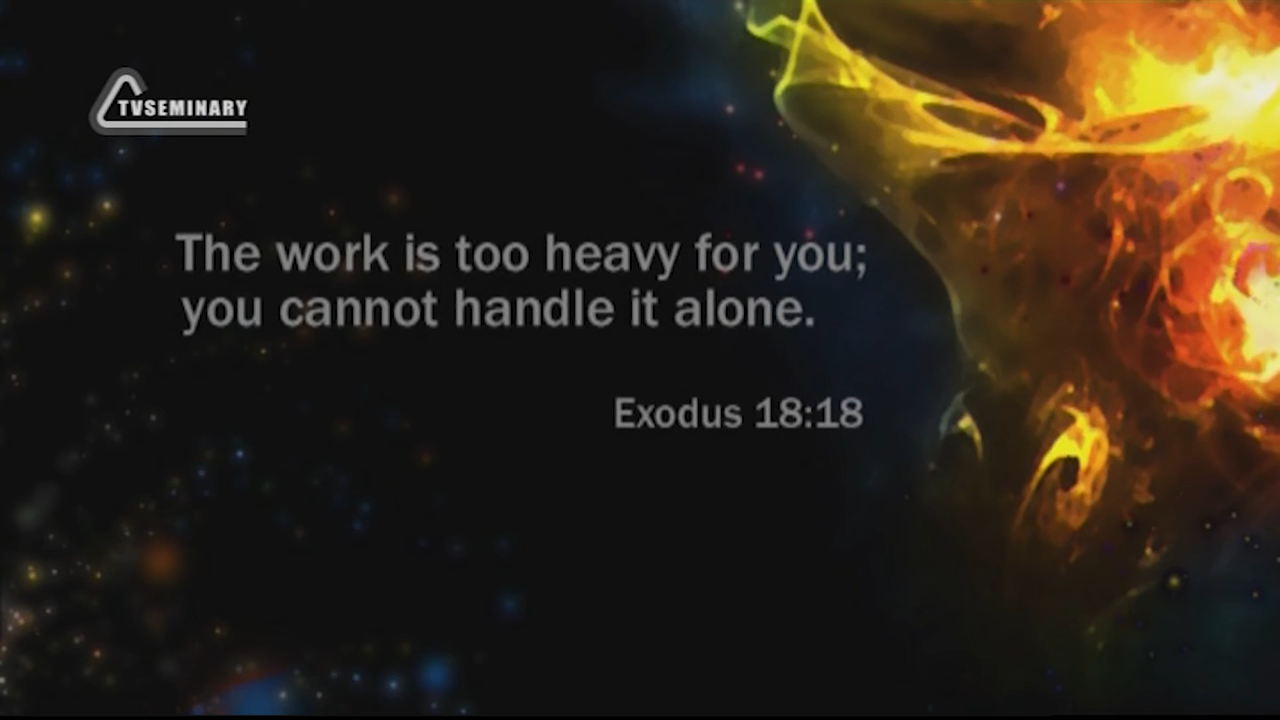 TVSEMINARY
The work is too heavy for you;
you cannot handle it alone.
Exodus 18:18